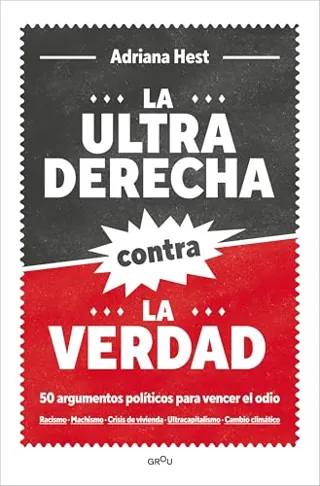 Adriana Hest
LA
ULTRA
DERECHA
contra
LA
VERDAD
50 argumentos políticos para vencer el odio
Racismo · Machismo · Crisis de vivienda · Ultracapitalismo · Cambio climático
GROU